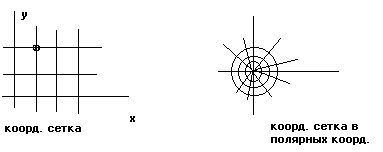 y
x
коорд. сетка
коорд. сетка в
полярных коорд.